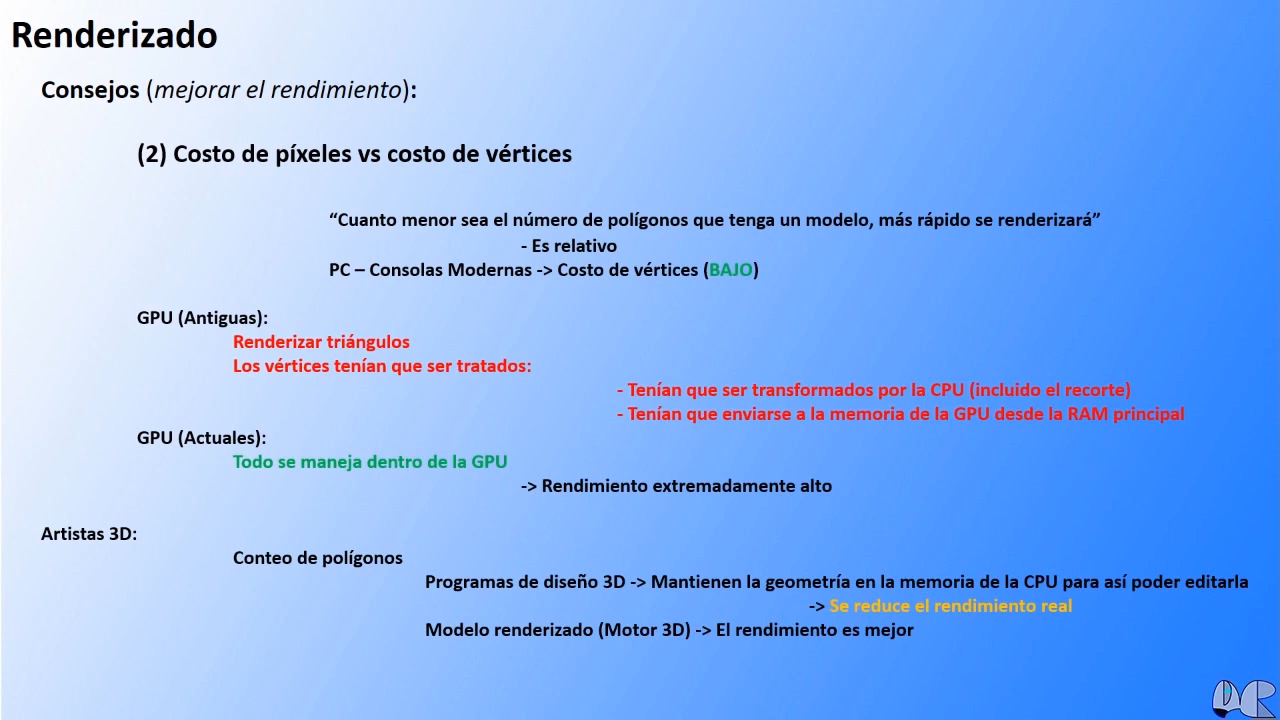 Renderizado
Consejos (mejorar el rendimiento):
(2) Costo de píxeles vs costo de vértices
“Cuanto menor sea el número de polígonos que tenga un modelo, más rápido se renderizará”
- Es relativo
PC – Consolas Modernas -> Costo de vértices (BAJO)
GPU (Antiguas):
Renderizar triángulos
Los vértices tenían que ser tratados:
- Tenían que ser transformados por la CPU (incluido el recorte)
- Tenían que enviarse a la memoria de la GPU desde la RAM principal
GPU (Actuales):
Todo se maneja dentro de la GPU
-> Rendimiento extremadamente alto
Artistas 3D:
Conteo de polígonos
Programas de diseño 3D -> Mantienen la geometría en la memoria de la CPU para así poder editarla
-> Se reduce el rendimiento real
Modelo renderizado (Motor 3D) -> El rendimiento es mejor